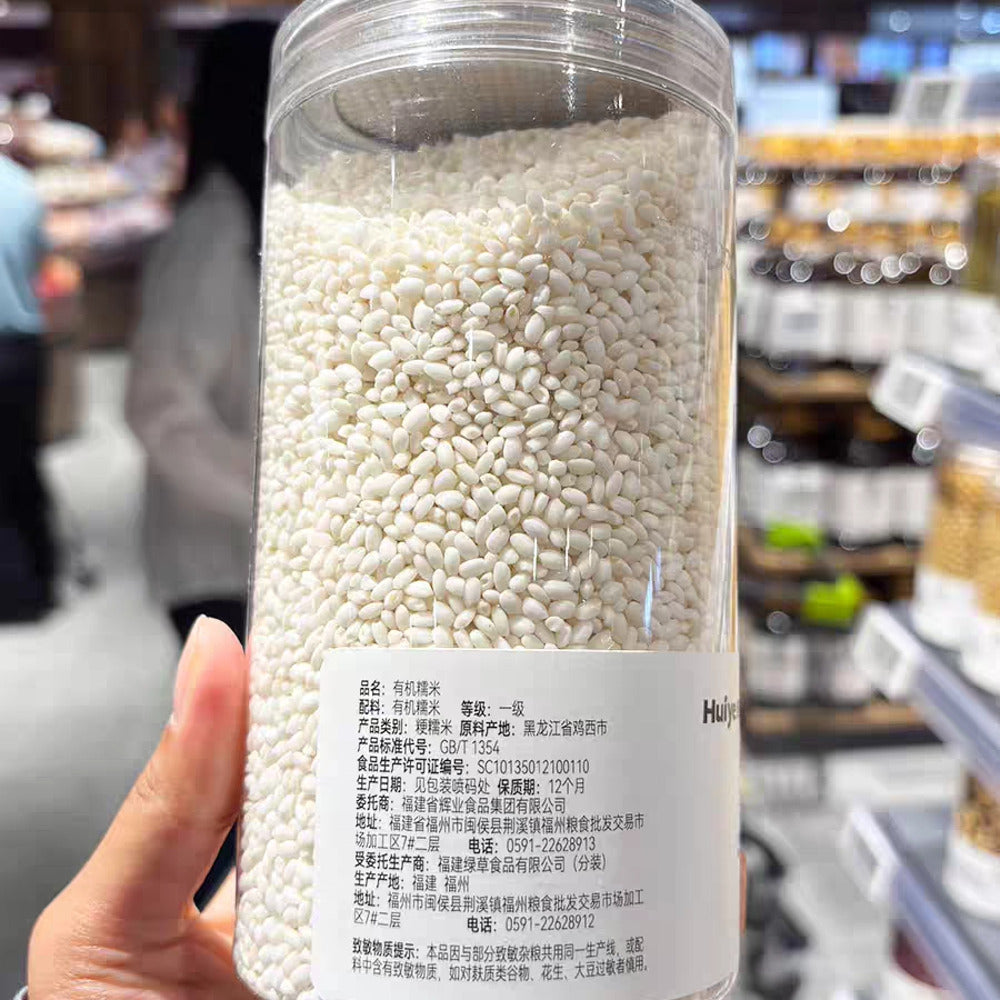 品名：有机糯米
配料：有机糯米 等级：一级
产品类别：粳糯米 原料产地：黑龙江省鸡西市
产品标准代号：GB/T 1354
食品生产许可证编号：SC10135012100110
生产日期：见包装喷码处 保质期：12个月
委托商：福建省辉业食品集团有限公司
地址：福建省福州市闽侯县荆溪镇福州粮食批发交易市
场加工区7#二层 电话：0591-22628913
受委托生产商：福建绿草食品有限公司（分装）
生产产地：福建 福州
地址：福州市闽侯县荆溪镇福州粮食批发交易市场加工
区7#二层 电话：0591-22628912
致敏物质提示：本品因与部分致敏杂粮共用同一生产线，或配
料中含有致敏物质，如对麸质类谷物、花生、大豆过敏者慎用。
Huiye